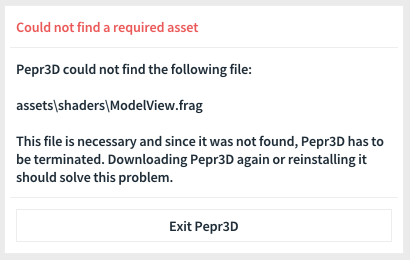 Could not find a required asset
Pepr3D could not find the following file:
assets\shaders\ModelView.frag
This file is necessary and since it was not found, Pepr3D has to
be terminated. Downloading Pepr3D again or reinstalling it
should solve this problem.
Exit Pepr3D